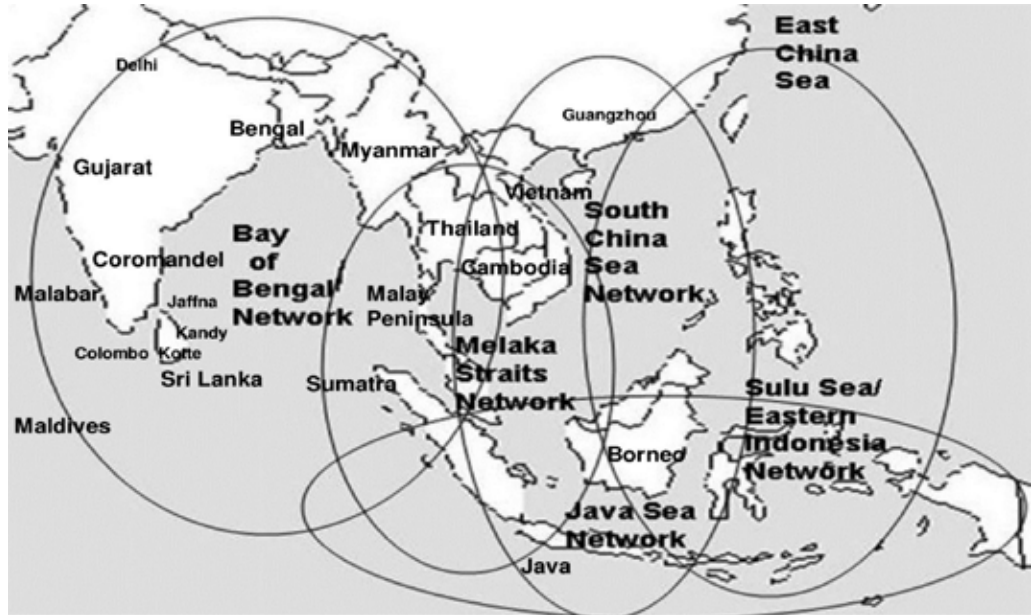 East
China
Sea
Delhi
Guangzhou
Bengal
Myanmar
Gujarat
Vietnam
South
China
Sea
Network
Thailand
Bay
of
Bengal
Network
Coromandel
Cambodia
Malabar
Jaffna
Malay
Peninsula
Kandy
Colombo Kotte
Sri Lanka
Melaka
Straits
Network
Sumatra
Sulu Sea/
Eastern
Indonesia
Network
Maldives
Borneo
Java Sea
Network
Java